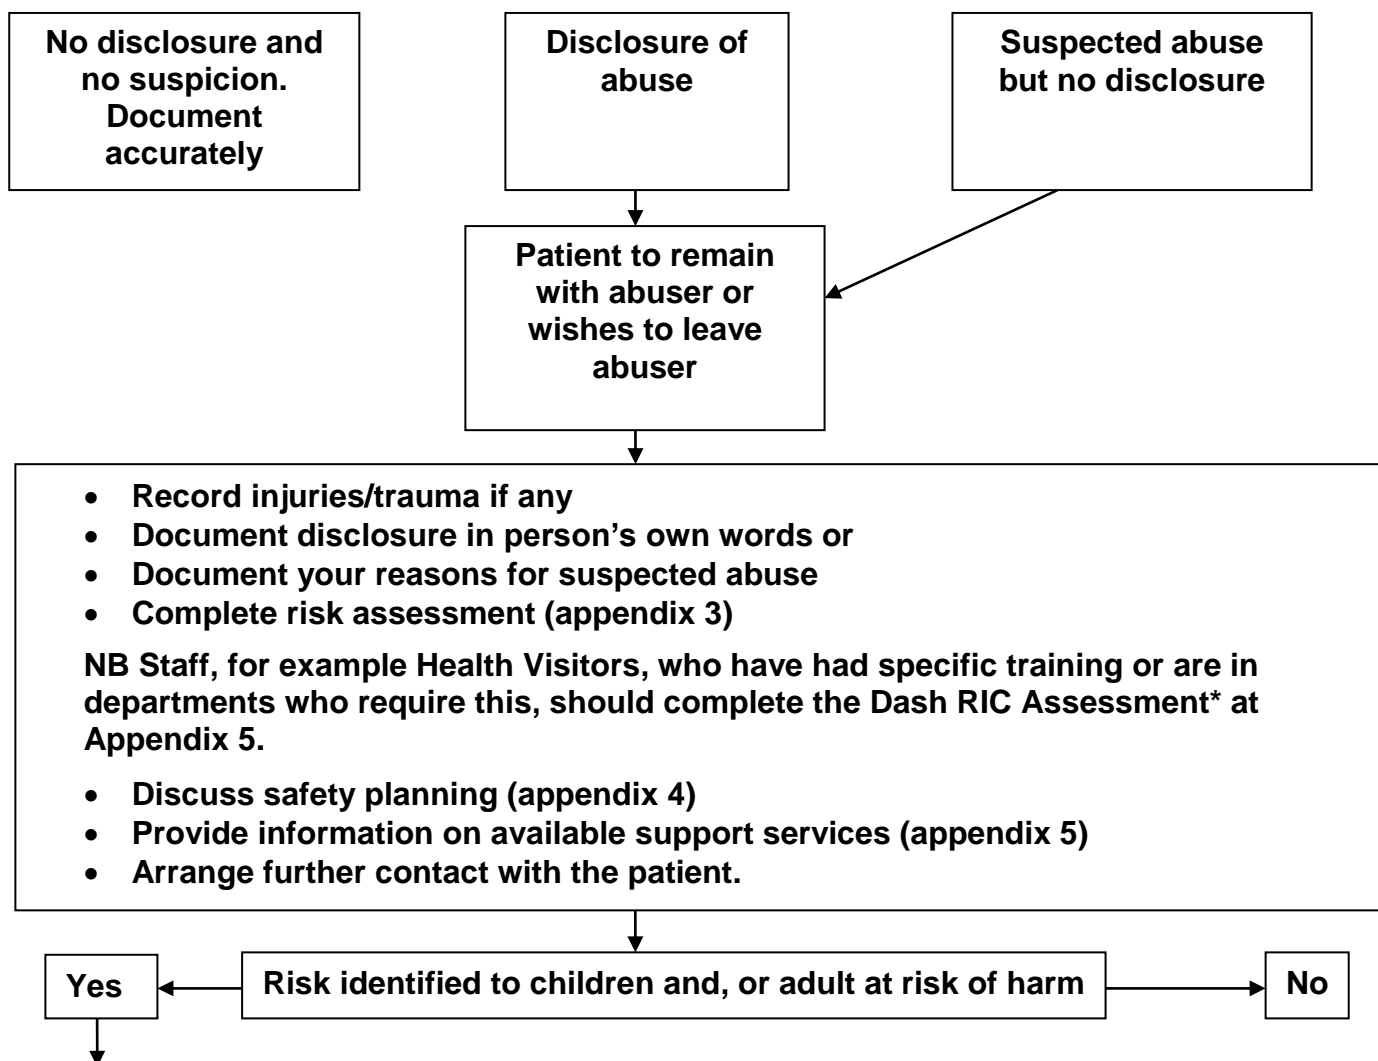 No disclosure and
no suspicion.
Document
accurately
Disclosure of
abuse
Suspected abuse
but no disclosure
Patient to remain
with abuser or
wishes to leave
abuser
• Record injuries/trauma if any
• Document disclosure in person’s own words or
• Document your reasons for suspected abuse
• Complete risk assessment (appendix 3)
NB Staff, for example Health Visitors, who have had specific training or are in
departments who require this, should complete the Dash RIC Assessment* at
Appendix 5.
• Discuss safety planning (appendix 4)
• Provide information on available support services (appendix 5)
• Arrange further contact with the patient.
Yes
Risk identified to children and, or adult at risk of harm
No